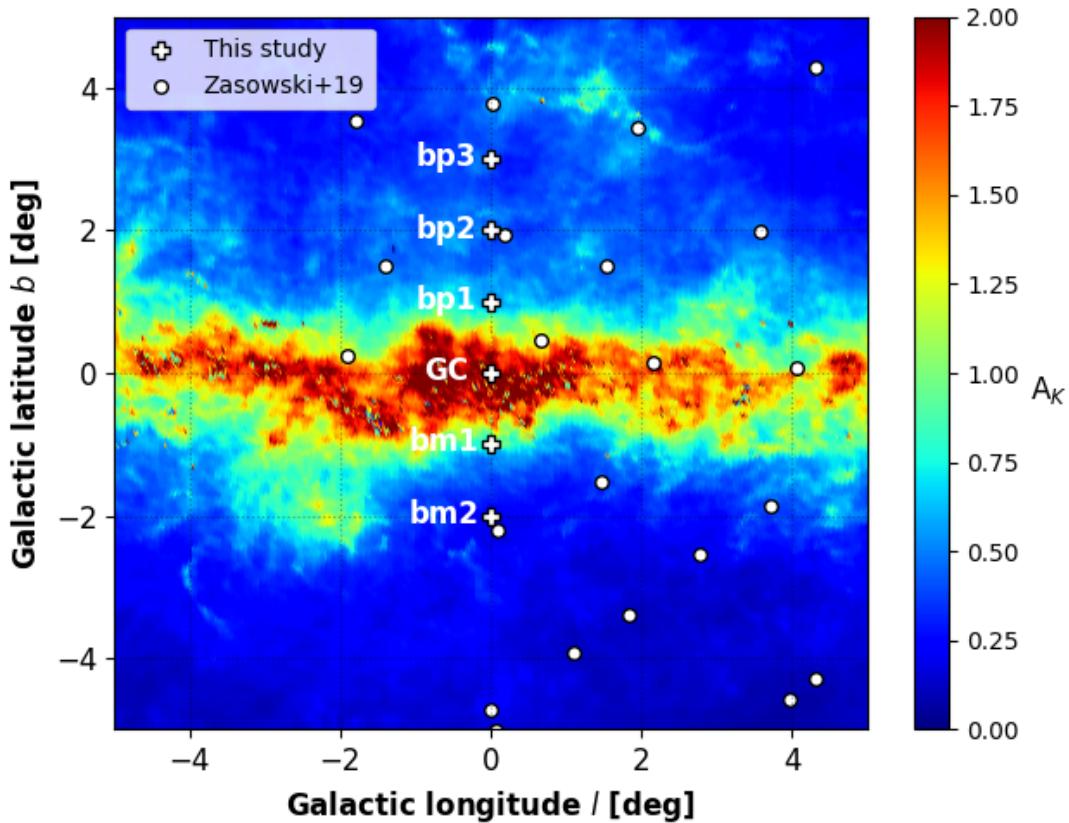 This study
Zasowski+19
bp3
bp2
bp1
GC
bm1
bm2
4
2
0
−2
−4
Galactic latitude b [deg]
−4 −2 0 2 4
Galactic longitude l [deg]
2.00
1.75
1.50
1.25
1.00
0.75
0.50
0.25
0.00
A_K